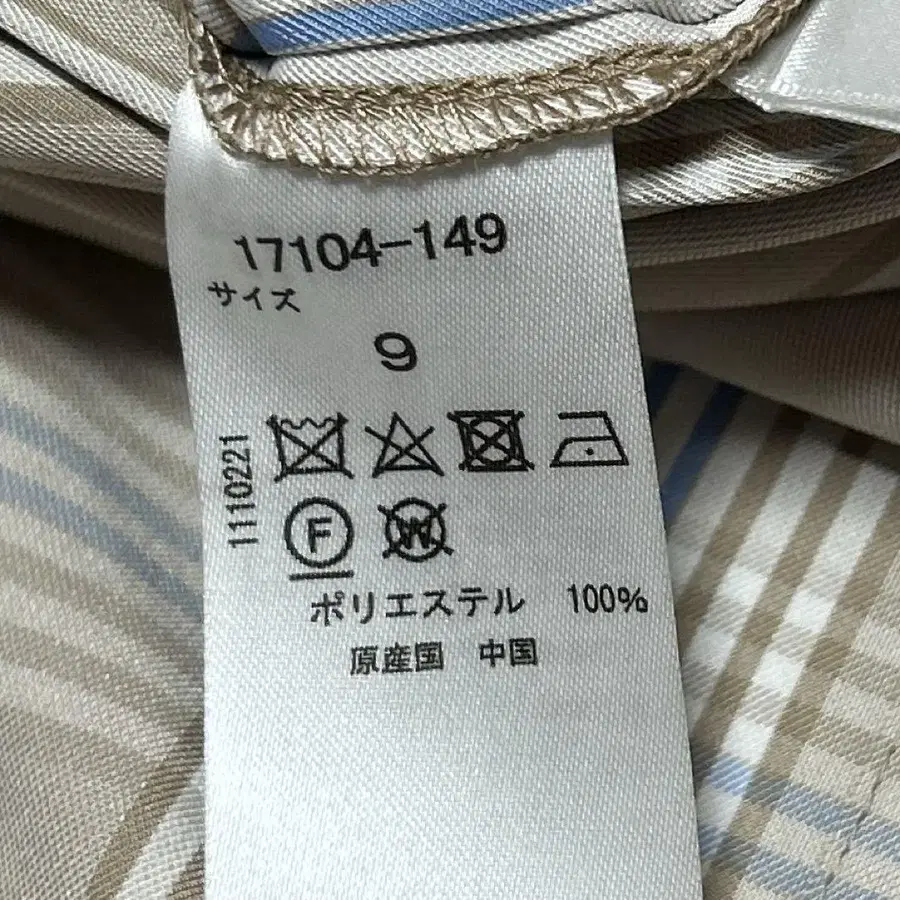 17104-149
サイズ
9
1110221
F W
ポリエステル 100%
原産国 中国